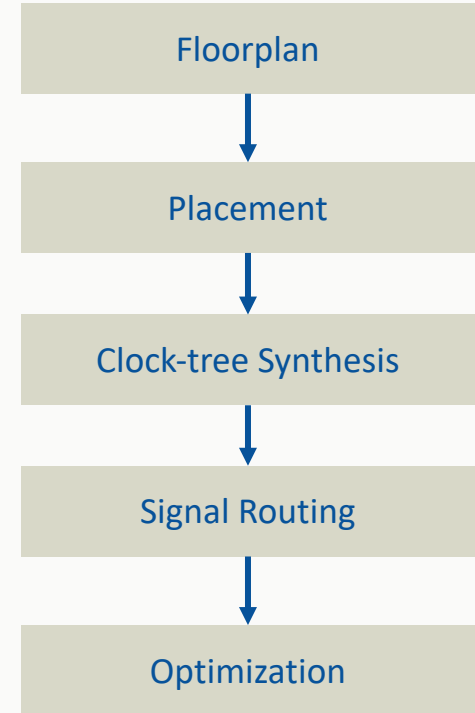 Floorplan
Placement
Clock-tree Synthesis
Signal Routing
Optimization